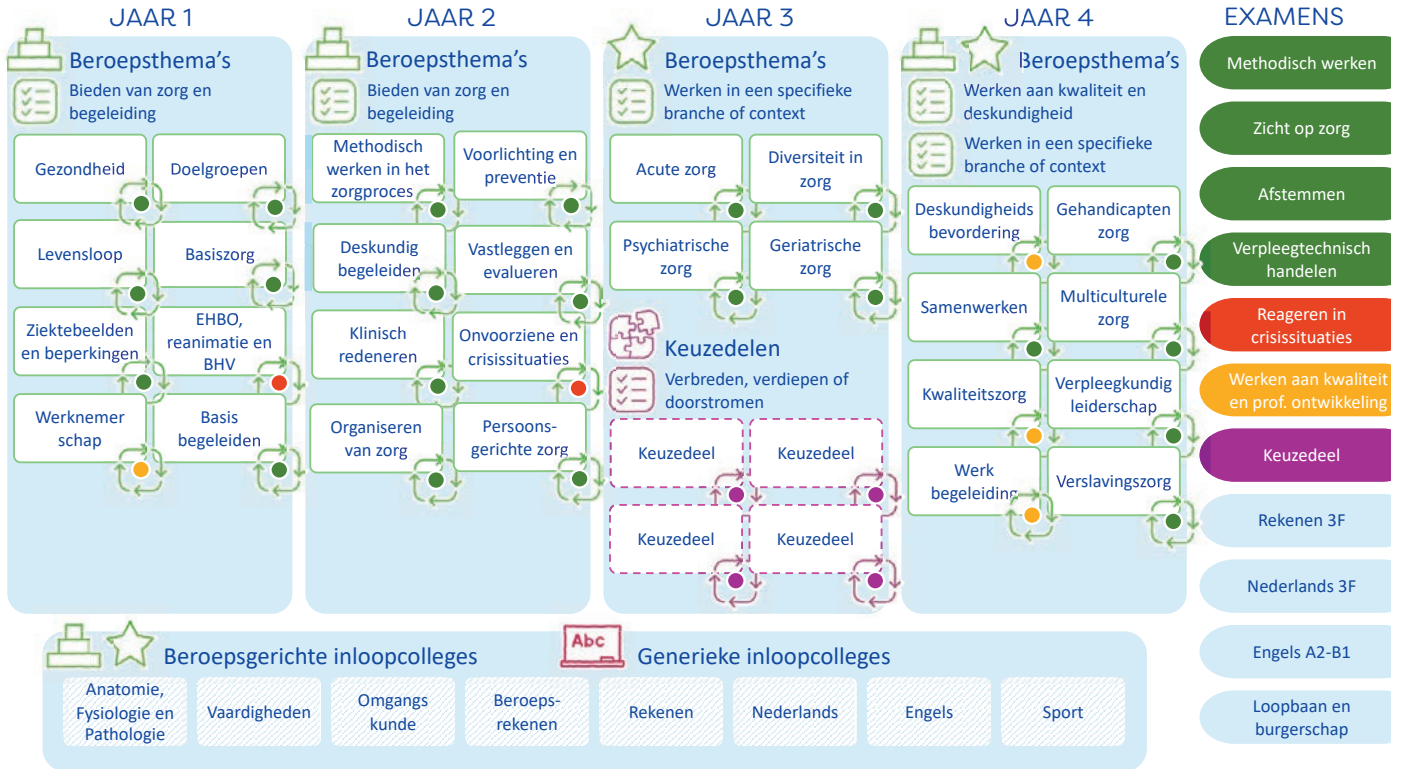 JAAR 1
Beroepsthema's
Bieden van zorg en
begeleiding
Gezondheid
Doelgroepen
Levensloop
Basiszorg
Ziektebeelden
en beperkingen
EHBO,
reanimatie en
BHV
Werknemer
schap
Basis
begeleiden
JAAR 2
Beroepsthema's
Bieden van zorg en
begeleiding
Methodisch
werken in het
zorgproces
Voorlichting en
preventie
Deskundig
begeleiden
Vastleggen en
evalueren
Klinisch
redeneren
Onvoorziene en
crisissituaties
Organiseren
van zorg
Persoons-
gerichte zorg
JAAR 3
Beroepsthema's
Werken in een specifieke
branche of context
Acute zorg
Diversiteit in
zorg
Psychiatrische
zorg
Geriatrische
zorg
Keuzedelen
Verbreden, verdiepen of
doorstromen
Keuzedeel
Keuzedeel
Keuzedeel
Keuzedeel
JAAR 4
Beroepsthema's
Werken aan kwaliteit en
deskundigheid
Werken in een specifieke
branche of context
Deskundigheids
bevordering
Gehandicapten
zorg
Samenwerken
Multiculturele
zorg
Kwaliteitszorg
Verpleegkundig
leiderschap
Werk
begeleiding
Verslavingszorg
EXAMENS
Methodisch werken
Zicht op zorg
Afstemmen
Verpleegtechnisch
handelen
Reageren in
crisissituaties
Werken aan kwaliteit
en prof. ontwikkeling
Keuzedeel
Rekenen 3F
Nederlands 3F
Engels A2-B1
Loopbaan en
burgerschap
Beroepsgerichte inloopcolleges
Abc
Generieke inloopcolleges
Anatomie,
Fysiologie en
Pathologie
Vaardigheden
Omgangs
kunde
Beroeps-
rekenen
Rekenen
Nederlands
Engels
Sport